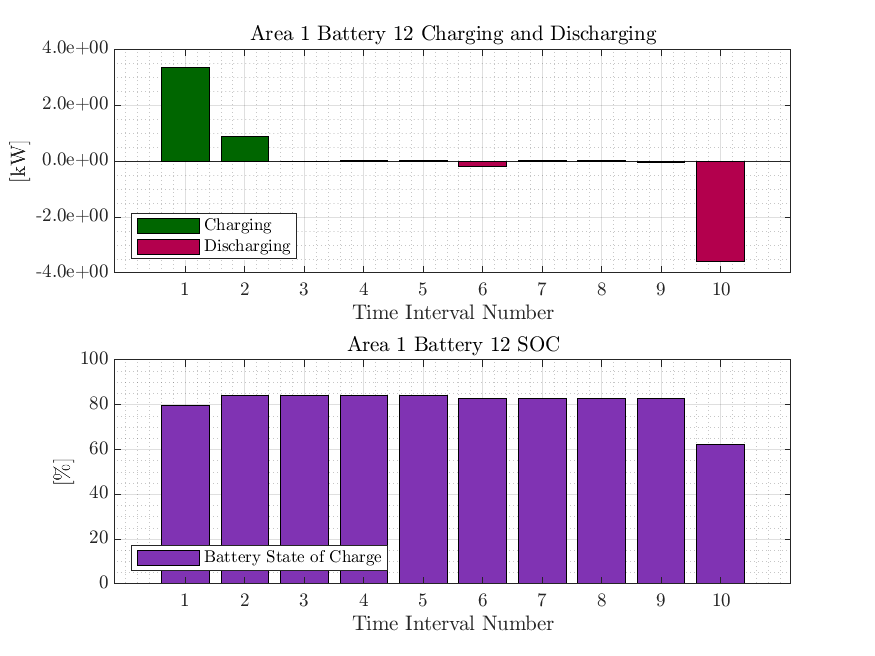 Area 1 Battery 12 Charging and Discharging
4.0e+00
2.0e+00
0.0e+00
-2.0e+00
-4.0e+00
[kW]
Charging
Discharging
1 2 3 4 5 6 7 8 9 10
Time Interval Number
Area 1 Battery 12 SOC
100
80
60
40
20
0
[%]
Battery State of Charge
1 2 3 4 5 6 7 8 9 10
Time Interval Number